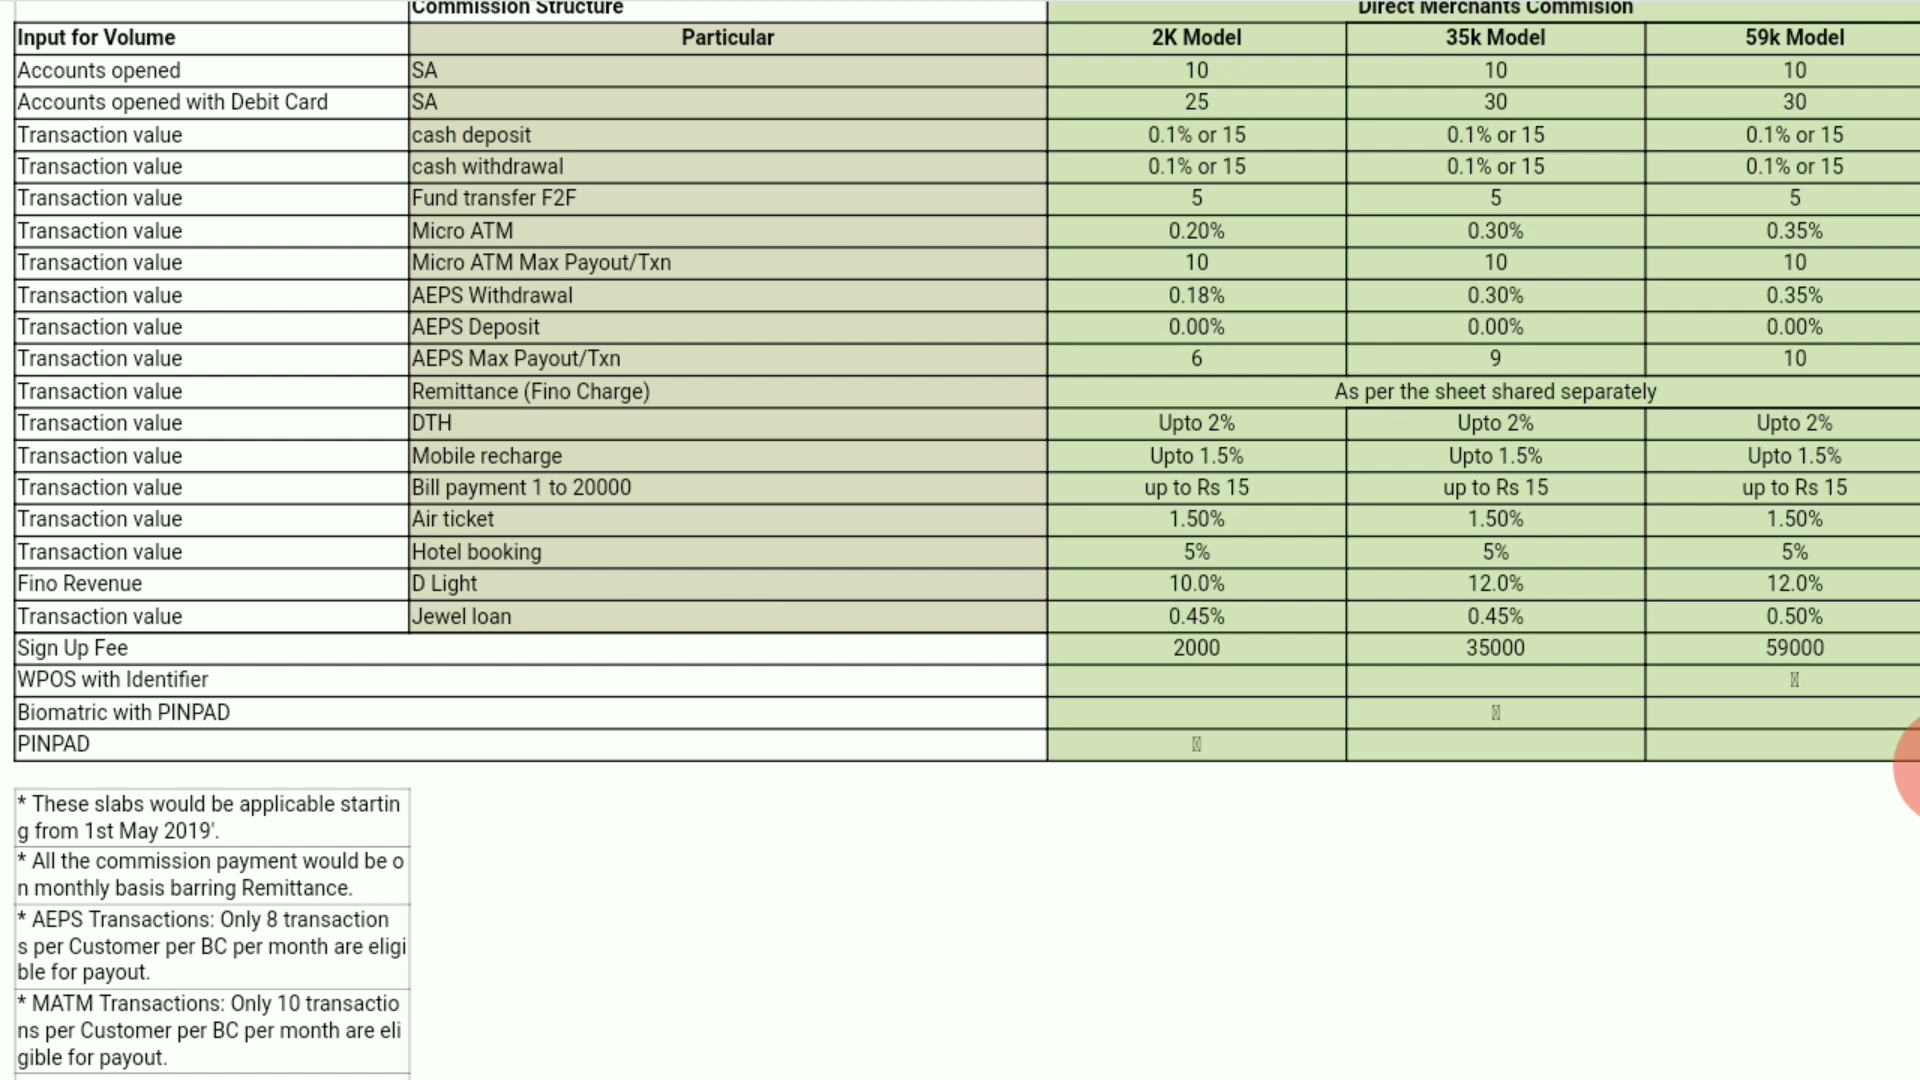 Commission Structure Direct Merchants Commision
Input for Volume Particular 2K Model 35k Model 59k Model
Accounts opened SA 10 10 10
Accounts opened with Debit Card SA 25 30 30
Transaction value cash deposit 0.1% or 15 0.1% or 15 0.1% or 15
Transaction value cash withdrawal 0.1% or 15 0.1% or 15 0.1% or 15
Transaction value Fund transfer F2F 5 5 5
Transaction value Micro ATM 0.20% 0.30% 0.35%
Transaction value Micro ATM Max Payout/Txn 10 10 10
Transaction value AEPS Withdrawal 0.18% 0.30% 0.35%
Transaction value AEPS Deposit 0.00% 0.00% 0.00%
Transaction value AEPS Max Payout/Txn 6 9 10
Transaction value Remittance (Fino Charge) As per the sheet shared separately
Transaction value DTH Upto 2% Upto 2% Upto 2%
Transaction value Mobile recharge Upto 1.5% Upto 1.5% Upto 1.5%
Transaction value Bill payment 1 to 20000 up to Rs 15 up to Rs 15 up to Rs 15
Transaction value Air ticket 1.50% 1.50% 1.50%
Transaction value Hotel booking 5% 5% 5%
Fino Revenue D Light 10.0% 12.0% 12.0%
Transaction value Jewel loan 0.45% 0.45% 0.50%
Sign Up Fee 2000 35000 59000
WPOS with Identifier
Biomatric with PINPAD
PINPAD
* These slabs would be applicable startin
g from 1st May 2019'.
* All the commission payment would be o
n monthly basis barring Remittance.
* AEPS Transactions: Only 8 transaction
s per Customer per BC per month are eligi
ble for payout.
* MATM Transactions: Only 10 transactio
ns per Customer per BC per month are eli
gible for payout.